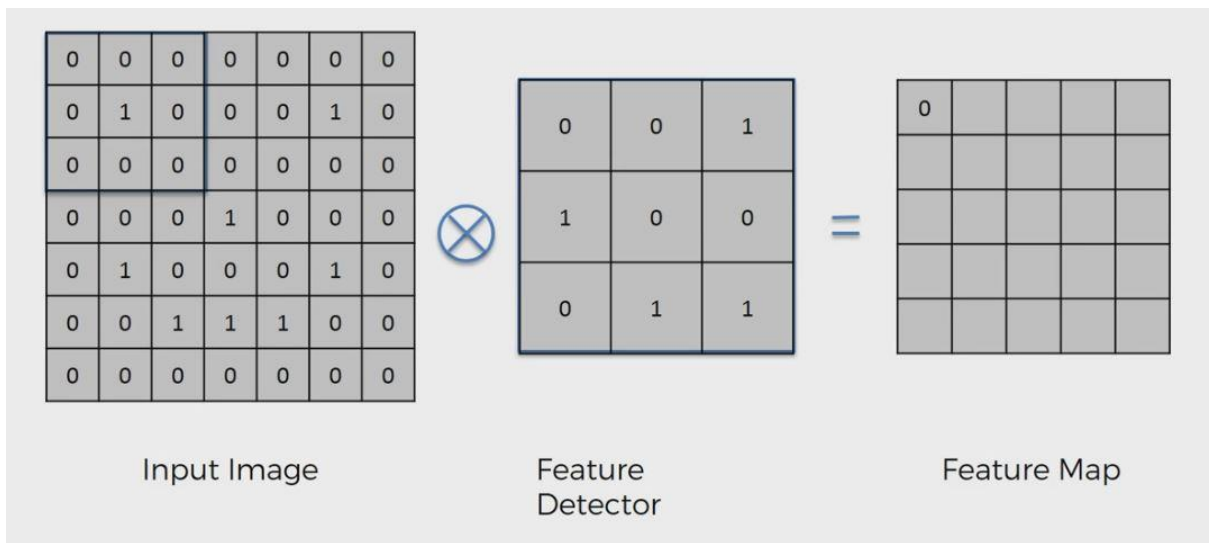 0 0 0 0 0 0 0
0 1 0 0 0 1 0
0 0 0 0 0 0 0
0 0 0 1 0 0 0
0 1 0 0 0 1 0
0 0 1 1 1 0 0
0 0 0 0 0 0 0
0 0 1
1 0 0
0 1 1
=
0
Input Image
Feature
Detector
Feature Map